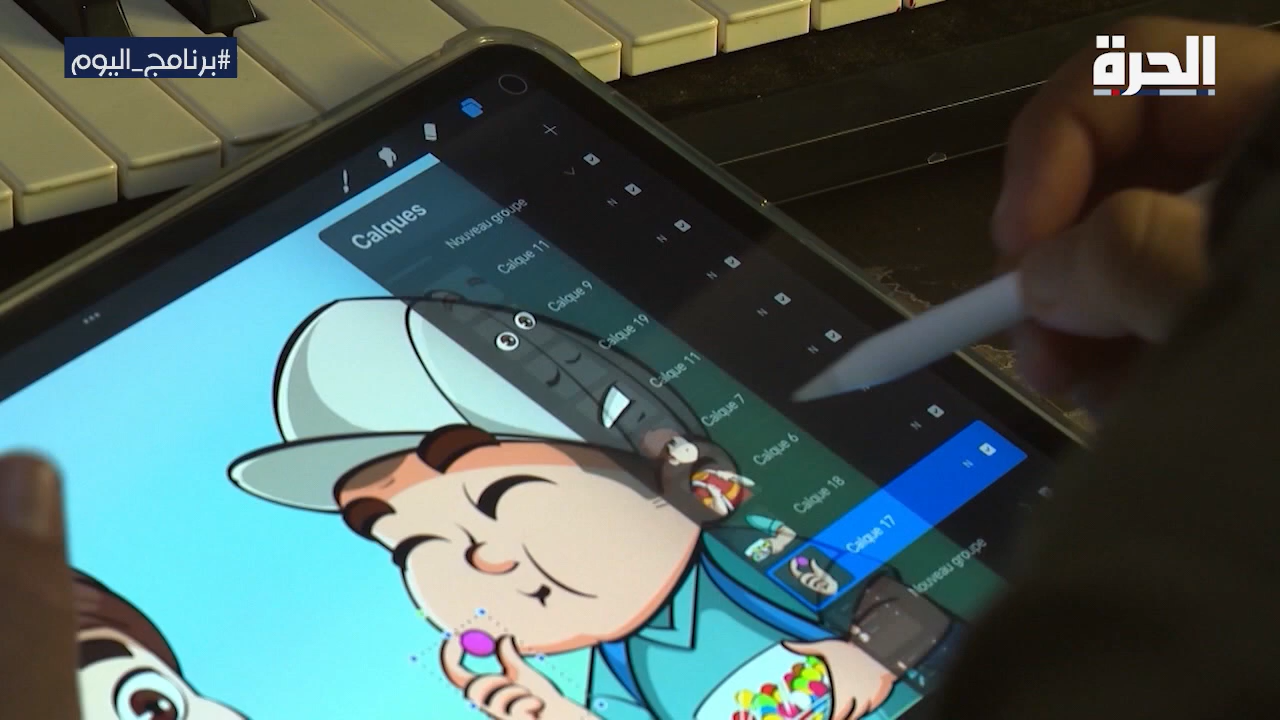 #برنامج_اليوم
الحرة
Calques
Nouveau groupe
Calque 11
N
Calque 9
N
Calque 19
N
Calque 11
N
Calque 7
N
Calque 6
N
Calque 18
N
Calque 17
N
Nouveau groupe